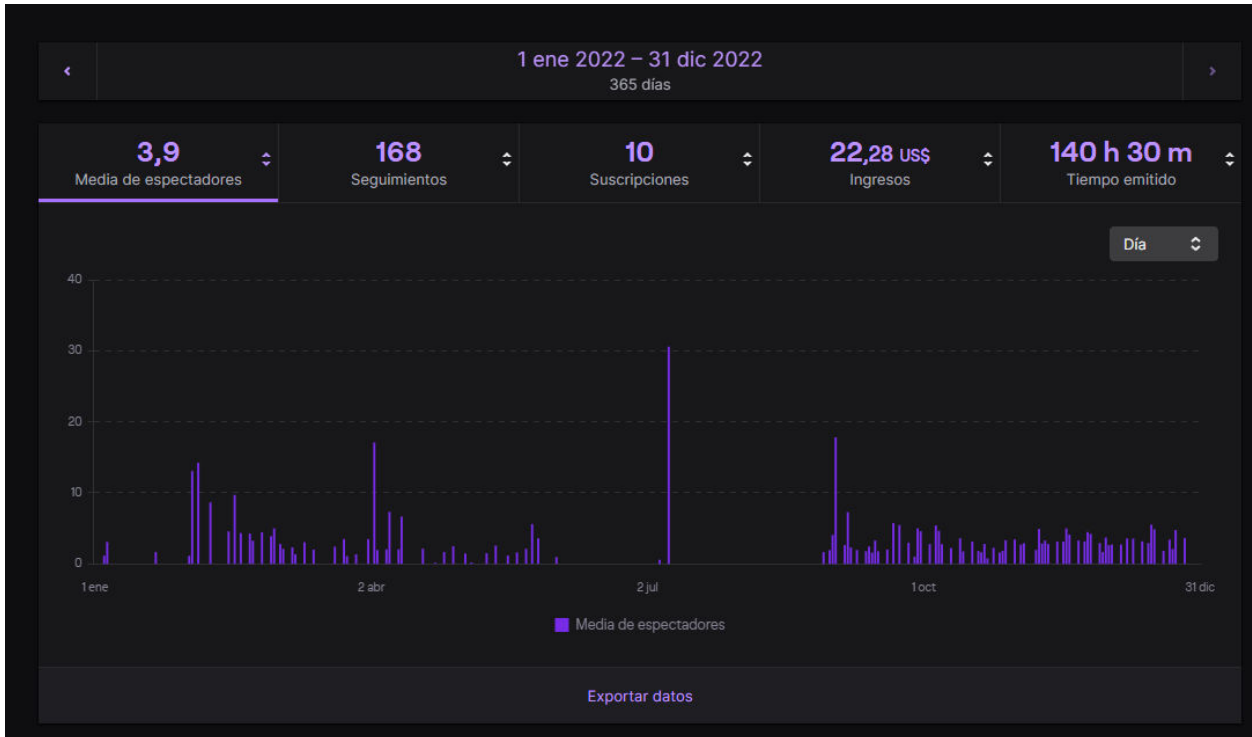 1 ene 2022 – 31 dic 2022
365 días
3,9
Media de espectadores
168
Seguimientos
10
Suscripciones
22,28 US$
Ingresos
140 h 30 m
Tiempo emitido
Día
40
30
20
10
0
1 ene
2 abr
2 jul
1 oct
31 dic
Media de espectadores
Exportar datos